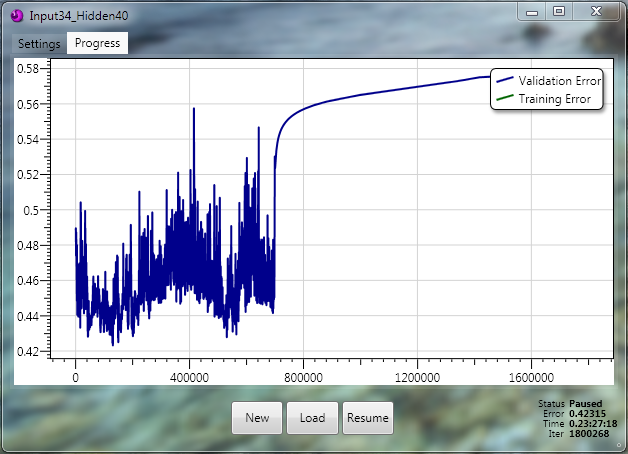 Input34_Hidden40
Settings Progress
0.58
Validation Error
Training Error
0.56
0.54
0.52
0.5
0.48
0.46
0.44
0.42
0 400000 800000 1200000 1600000
New Load Resume
Status Paused
Error 0.42315
Time 0.23:27:18
Iter 1800268